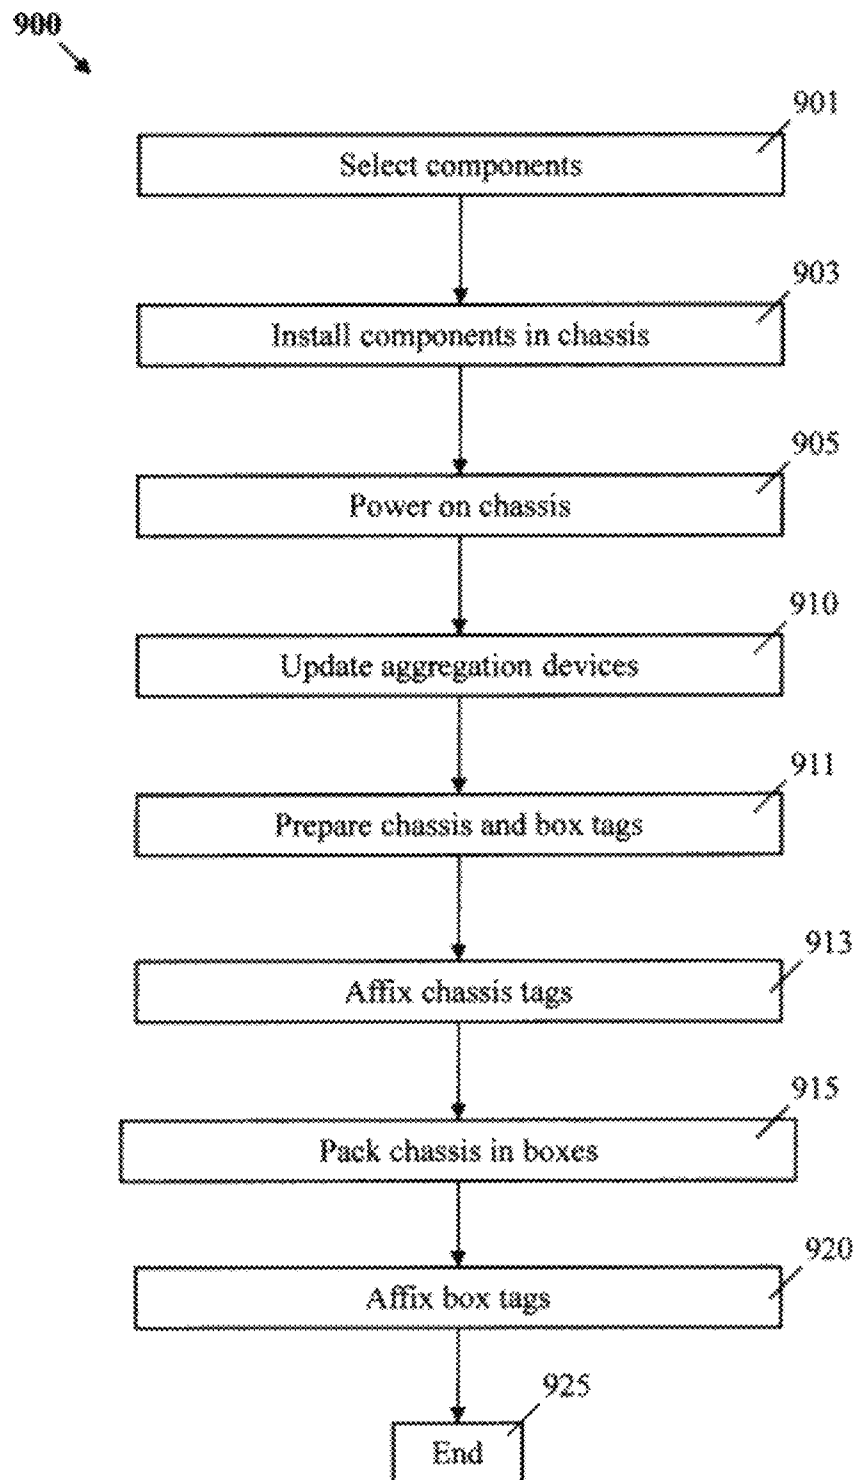 900
901
Select components
903
Install components in chassis
905
Power on chassis
910
Update aggregation devices
911
Prepare chassis and box tags
913
Affix chassis tags
915
Pack chassis in boxes
920
Affix box tags
925
End